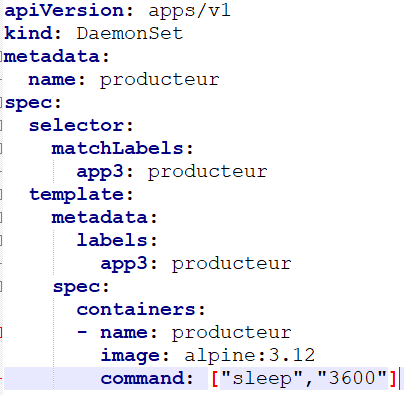 apiVersion: apps/v1
kind: DaemonSet
metadata:
  name: producteur
spec:
  selector:
    matchLabels:
      app3: producteur
  template:
    metadata:
      labels:
        app3: producteur
    spec:
      containers:
      - name: producteur
        image: alpine:3.12
        command: ["sleep","3600"]